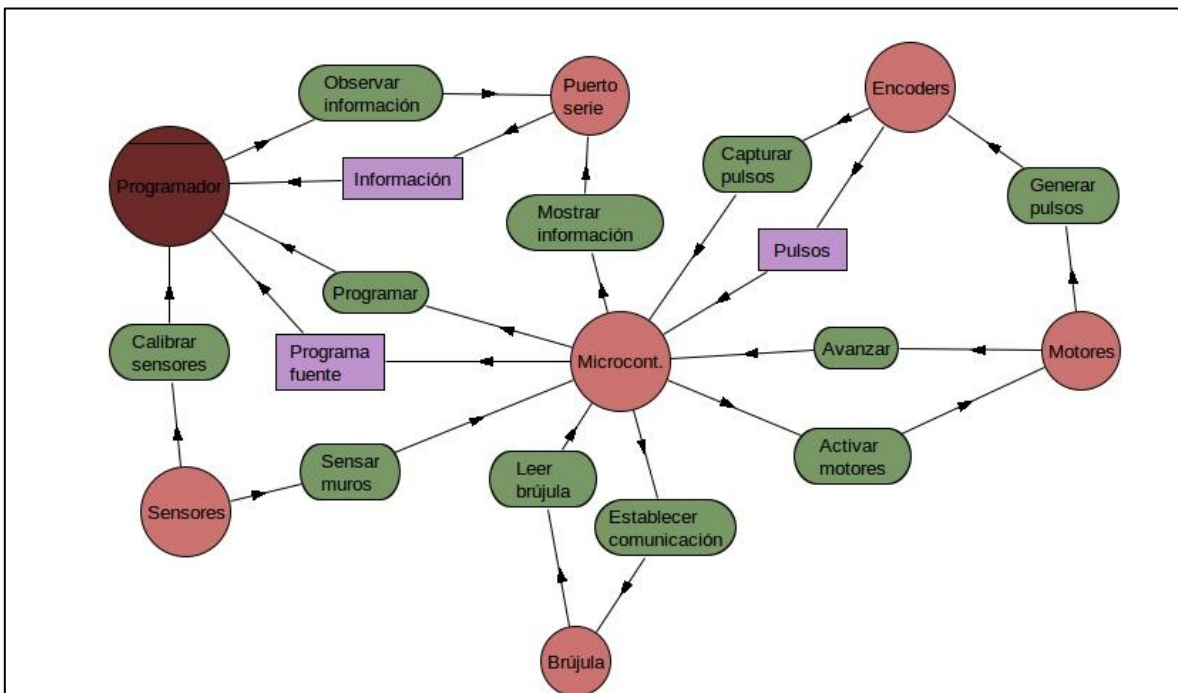 Observar
información
Puerto
serie
Encoders
Capturar
pulsos
Generar
pulsos
Programador
Información
Mostrar
información
Pulsos
Programar
Calibrar
sensores
Programa
fuente
Microcont.
Avanzar
Motores
Sensar
muros
Leer
brújula
Activar
motores
Sensores
Establecer
comunicación
Brújula